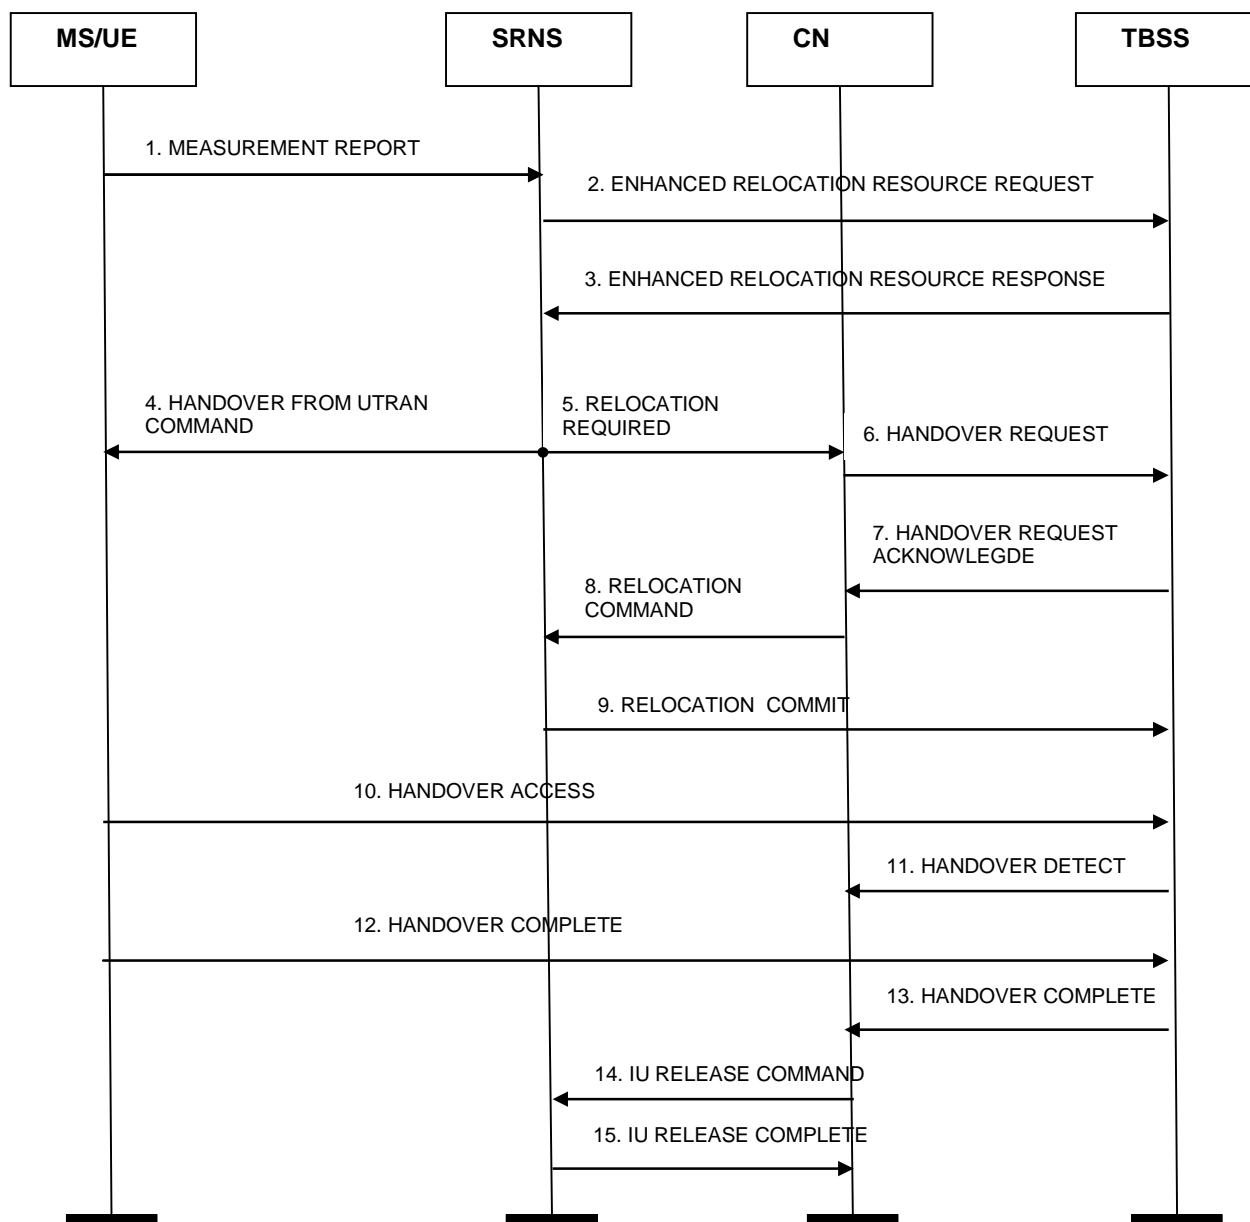 MS/UE
SRNS
CN
TBSS
1. MEASUREMENT REPORT
2. ENHANCED RELOCATION RESOURCE REQUEST
3. ENHANCED RELOCATION RESOURCE RESPONSE
4. HANDOVER FROM UTRAN
COMMAND
5. RELOCATION
REQUIRED
6. HANDOVER REQUEST
7. HANDOVER REQUEST
ACKNOWLEGDE
8. RELOCATION
COMMAND
9. RELOCATION  COMMIT
10. HANDOVER ACCESS
11. HANDOVER DETECT
12. HANDOVER COMPLETE
13. HANDOVER COMPLETE
14. IU RELEASE COMMAND
15. IU RELEASE COMPLETE